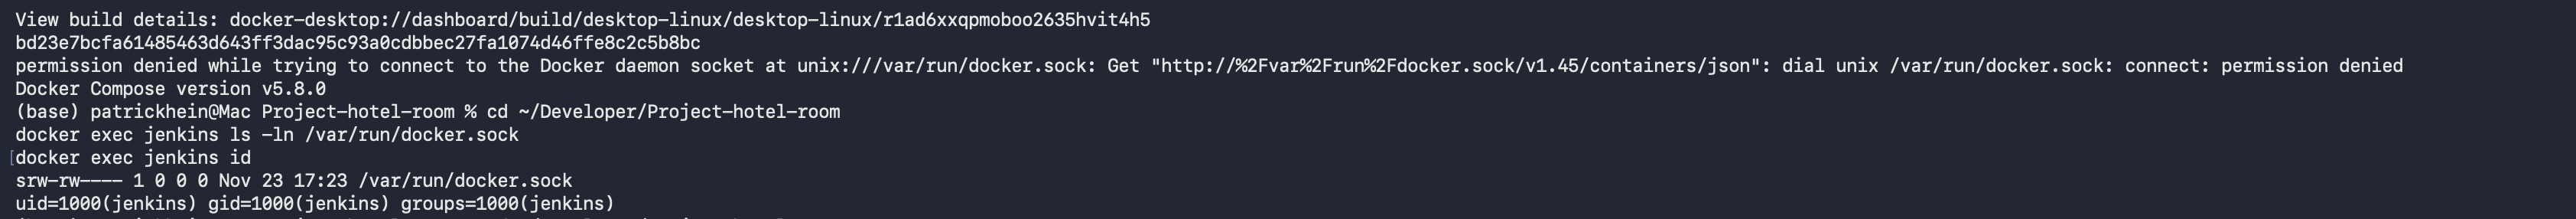 View build details: docker-desktop://dashboard/build/desktop-linux/desktop-linux/r1ad6xxqpmoboo2635hvit4h5
bd23e7bcfa61485463d643ff3dac95c93a0cdbbec27fa1074d46ffe8c2c5b8bc
permission denied while trying to connect to the Docker daemon socket at unix:///var/run/docker.sock: Get "http://%2Fvar%2Frun%2Fdocker.sock/v1.45/containers/json": dial unix /var/run/docker.sock: connect: permission denied
Docker Compose version v5.8.0
(base) patrickhein@Mac Project-hotel-room % cd ~/Developer/Project-hotel-room
docker exec jenkins ls -ln /var/run/docker.sock
[docker exec jenkins id
srw-rw---- 1 0 0 0 Nov 23 17:23 /var/run/docker.sock
uid=1000(jenkins) gid=1000(jenkins) groups=1000(jenkins)